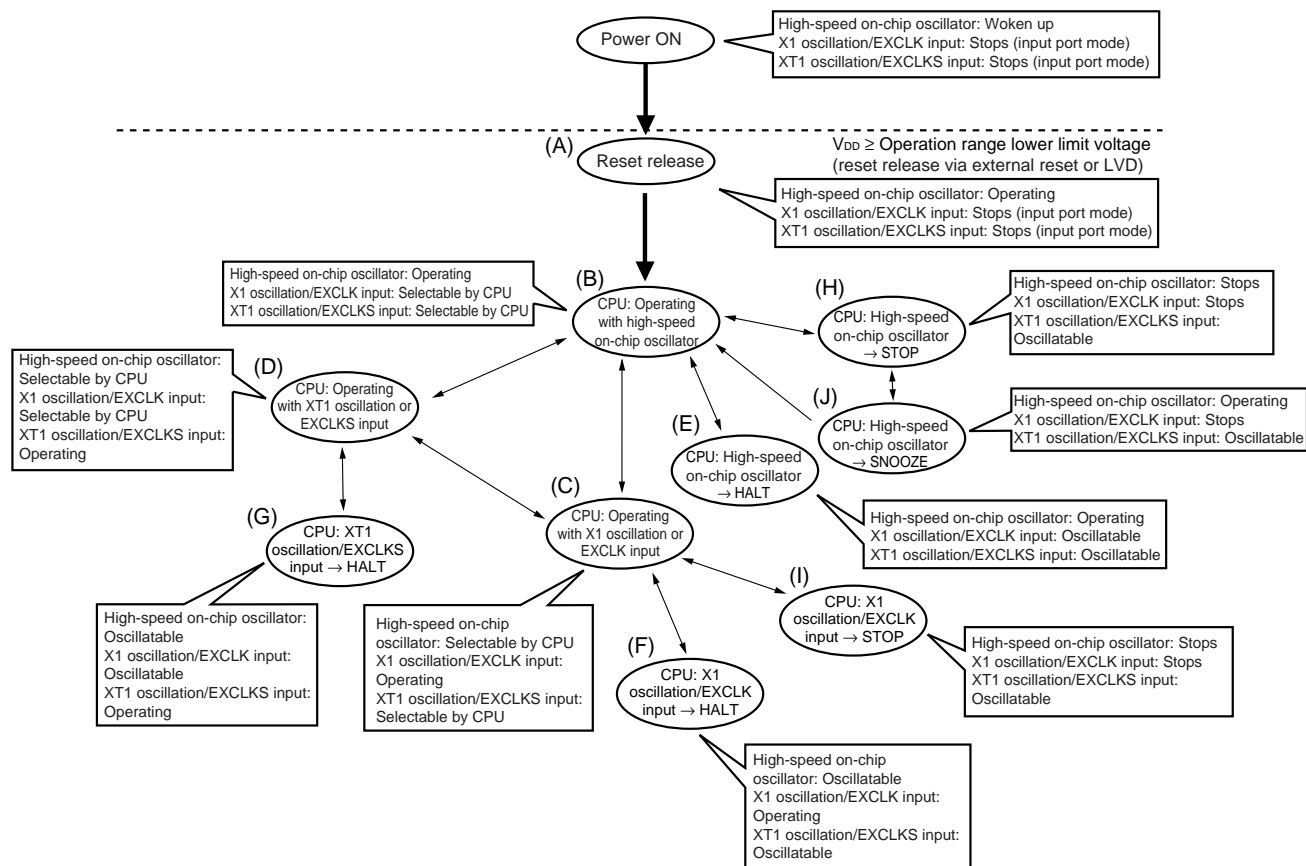 Power ON
High-speed on-chip oscillator: Woken up
X1 oscillation/EXCLK input: Stops (input port mode)
XT1 oscillation/EXCLKS input: Stops (input port mode)
(A)
Reset release
VDD ≥ Operation range lower limit voltage
(reset release via external reset or LVD)
High-speed on-chip oscillator: Operating
X1 oscillation/EXCLK input: Stops (input port mode)
XT1 oscillation/EXCLKS input: Stops (input port mode)
High-speed on-chip oscillator: Operating
X1 oscillation/EXCLK input: Selectable by CPU
XT1 oscillation/EXCLKS input: Selectable by CPU
(B)
CPU: Operating
with high-speed
on-chip oscillator
(H)
CPU: High-speed
on-chip oscillator
→ STOP
High-speed on-chip oscillator: Stops
X1 oscillation/EXCLK input: Stops
XT1 oscillation/EXCLKS input:
Oscillatable
High-speed on-chip oscillator:
Selectable by CPU
X1 oscillation/EXCLK input:
Selectable by CPU
XT1 oscillation/EXCLKS input:
Operating
(D)
CPU: Operating
with XT1 oscillation or
EXCLKS input
(J)
CPU: High-speed
on-chip oscillator
→ SNOOZE
High-speed on-chip oscillator: Operating
X1 oscillation/EXCLK input: Stops
XT1 oscillation/EXCLKS input: Oscillatable
(E)
CPU: High-speed
on-chip oscillator
→ HALT
High-speed on-chip oscillator: Operating
X1 oscillation/EXCLK input: Oscillatable
XT1 oscillation/EXCLKS input: Oscillatable
(C)
CPU: Operating
with X1 oscillation or
EXCLK input
(G)
CPU: XT1
oscillation/EXCLKS
input → HALT
High-speed on-chip oscillator:
Oscillatable
X1 oscillation/EXCLK input:
Oscillatable
XT1 oscillation/EXCLKS input:
Operating
High-speed on-chip
oscillator: Selectable by CPU
X1 oscillation/EXCLK input:
Operating
XT1 oscillation/EXCLKS input:
Selectable by CPU
(I)
CPU: X1
oscillation/EXCLK
input → STOP
High-speed on-chip oscillator: Stops
X1 oscillation/EXCLK input: Stops
XT1 oscillation/EXCLKS input:
Oscillatable
(F)
CPU: X1
oscillation/EXCLK
input → HALT
High-speed on-chip
oscillator: Oscillatable
X1 oscillation/EXCLK input:
Operating
XT1 oscillation/EXCLKS input:
Oscillatable